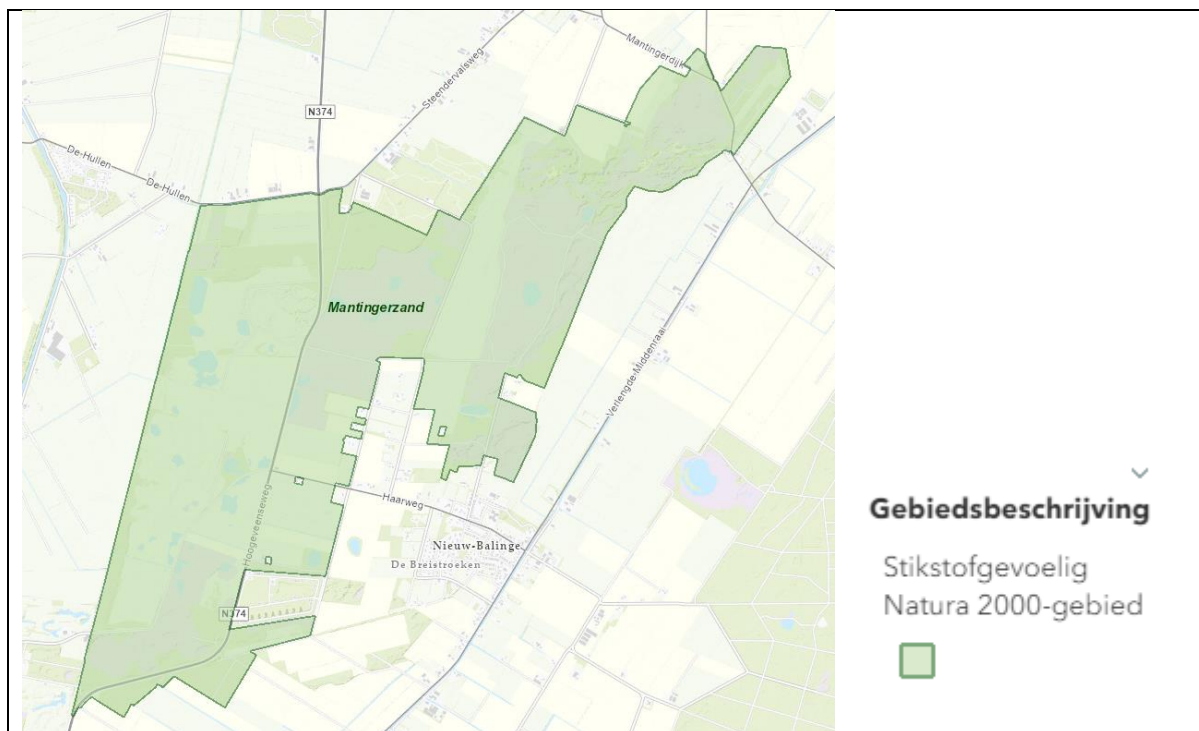 Mantingerdijk
Steendervalsweg
N374
De-Hullen
De-Hullen
Mantingerzand
Verlengde-Middenraai
Hoogeveenseweg
Haarweg
Nieuw-Balinge
De Breistroeken
N374
Gebiedsbeschrijving
Stikstofgevoelig
Natura 2000-gebied